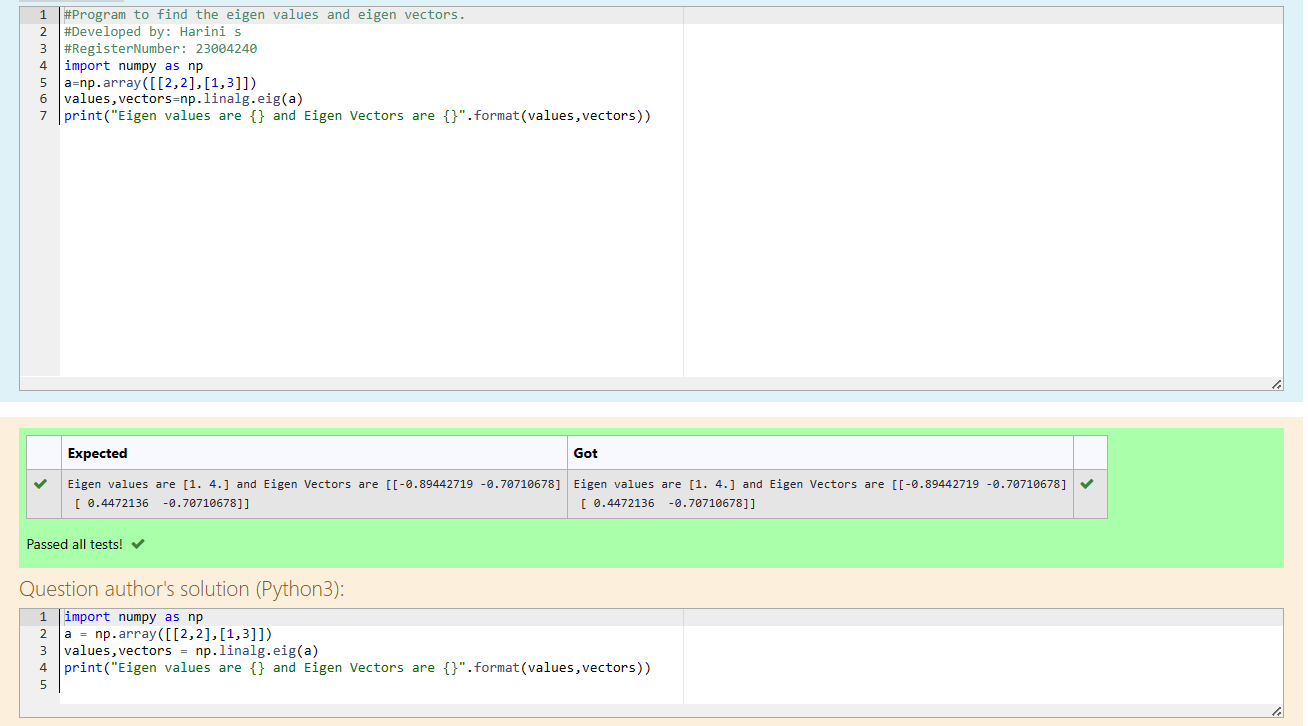 1 #Program to find the eigen values and eigen vectors.
2 #Developed by: Harini s
3 #RegisterNumber: 23004240
4 import numpy as np
5 a=np.array([[2,2],[1,3]])
6 values,vectors=np.linalg.eig(a)
7 print("Eigen values are {} and Eigen Vectors are {}".format(values,vectors))
Expected Got
Eigen values are [1. 4.] and Eigen Vectors are [[-0.89442719 -0.70710678] Eigen values are [1. 4.] and Eigen Vectors are [[-0.89442719 -0.70710678]
[ 0.4472136  -0.70710678]] [ 0.4472136  -0.70710678]]
Passed all tests!
Question author's solution (Python3):
1 import numpy as np
2 a = np.array([[2,2],[1,3]])
3 values,vectors = np.linalg.eig(a)
4 print("Eigen values are {} and Eigen Vectors are {}".format(values,vectors))
5